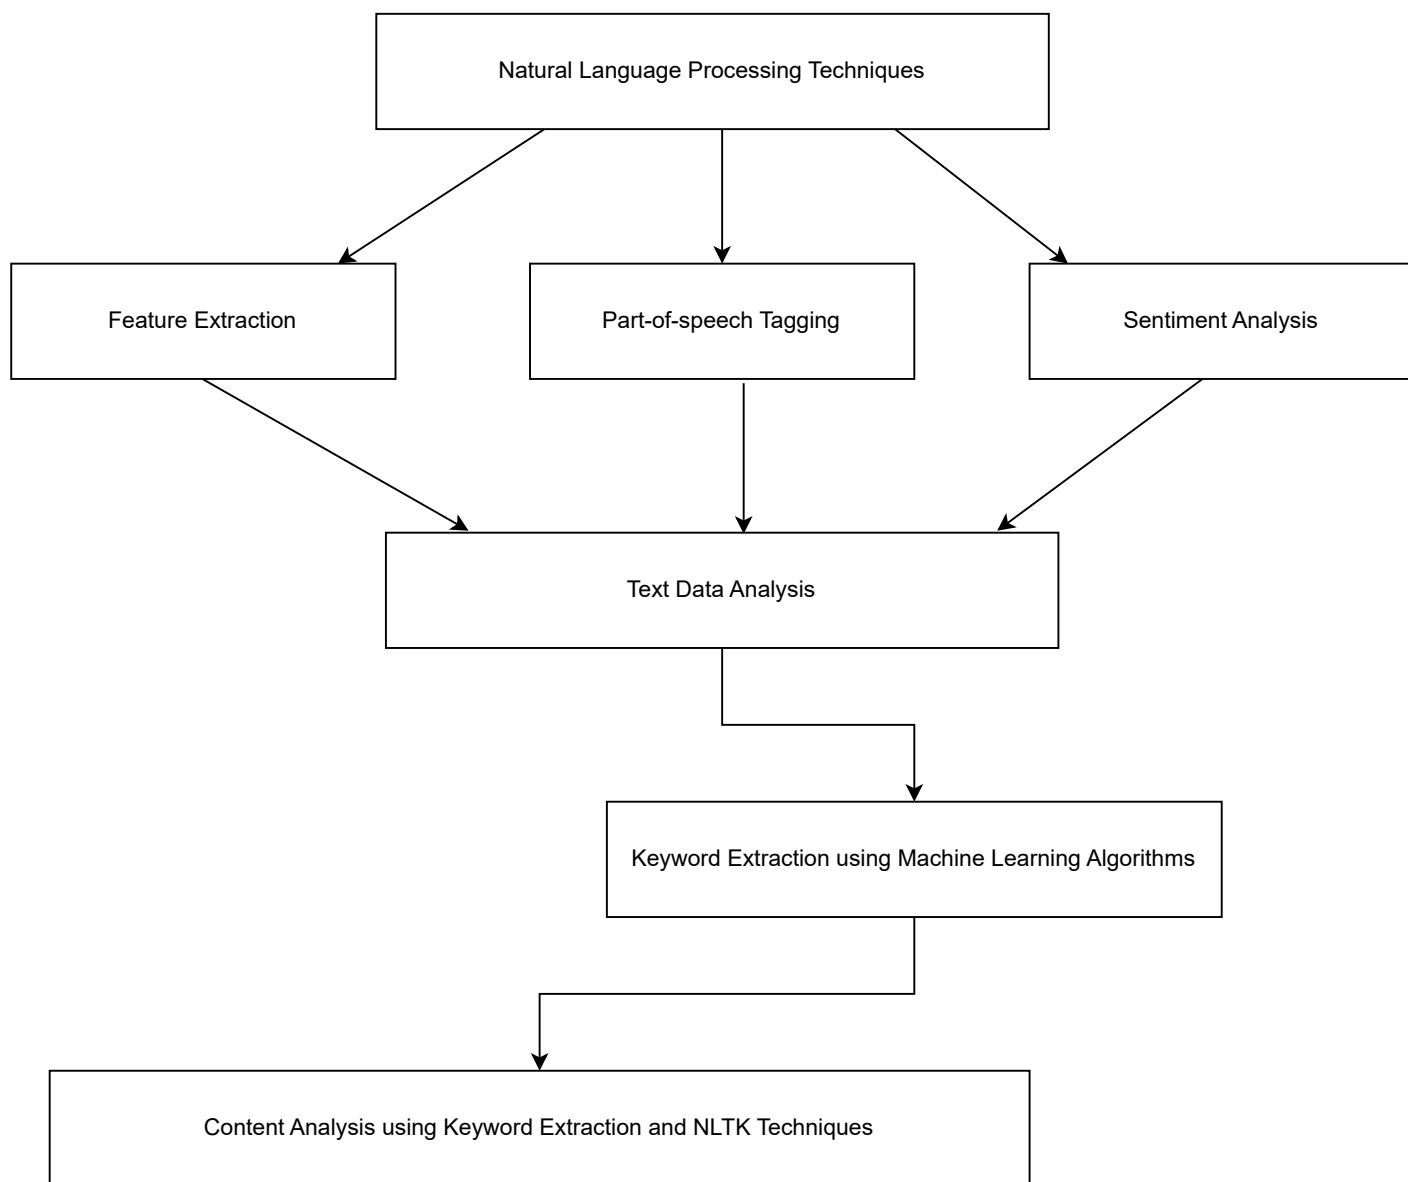 Natural Language Processing Techniques
Feature Extraction
Part-of-speech Tagging
Sentiment Analysis
Text Data Analysis
Keyword Extraction using Machine Learning Algorithms
Content Analysis using Keyword Extraction and NLTK Techniques